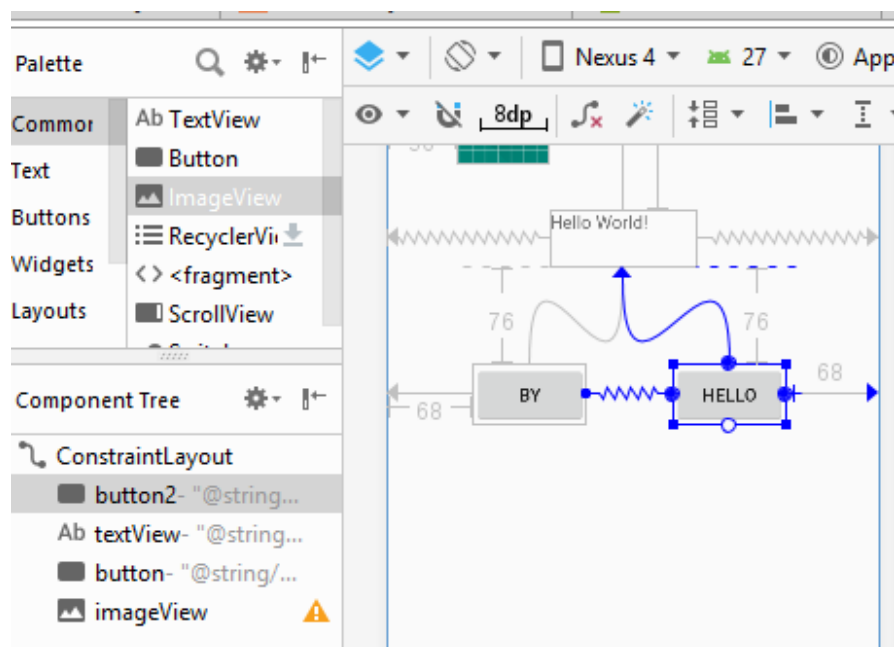 Palette
Nexus 4
27
App
Commor
Ab TextView
8dp
Text
Button
ImageView
Buttons
RecyclerVi
Hello World!
Widgets
<> <fragment>
Layouts
ScrollView
76
76
68
Component Tree
BY
HELLO
68
ConstraintLayout
button2- "@string...
Ab textView- "@string...
button- "@string/...
imageView